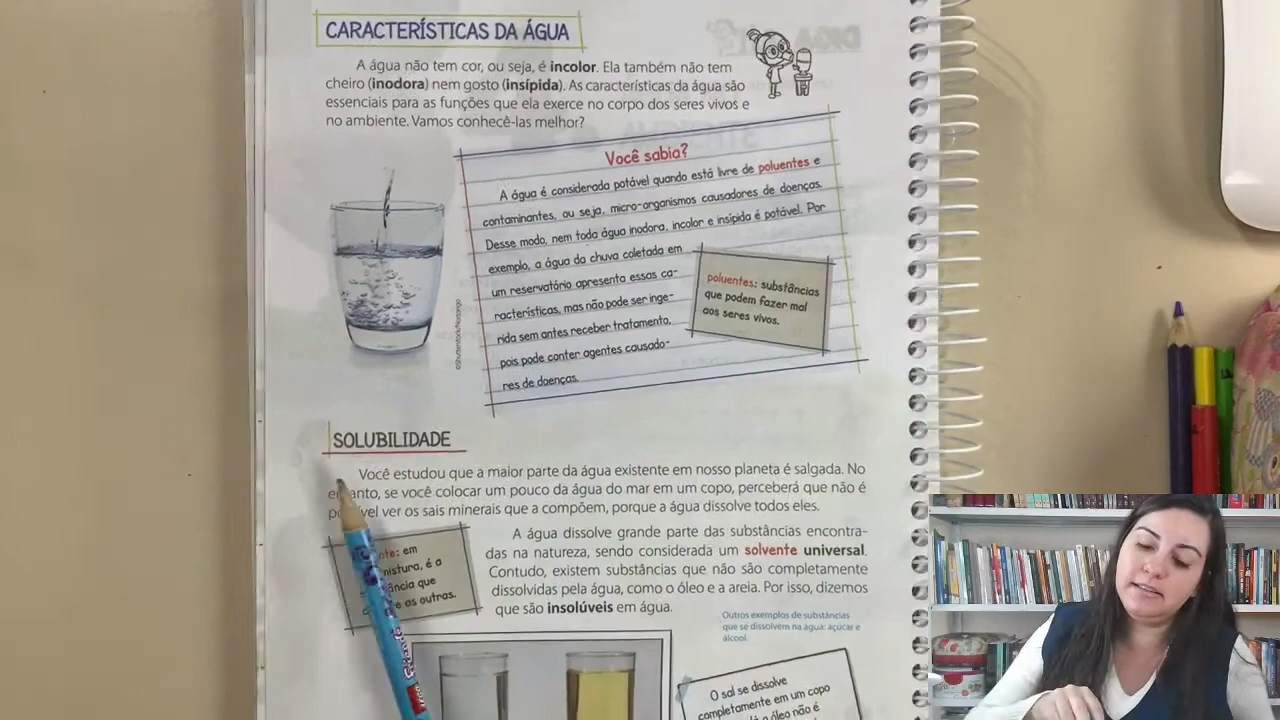 CARACTERÍSTICAS DA ÁGUA
A água não tem cor, ou seja, é incolor. Ela também não tem
cheiro (inodora) nem gosto (insípida). As características da água são
essenciais para as funções que ela exerce no corpo dos seres vivos e
no ambiente. Vamos conhecê-las melhor?
Você sabia?
A água é considerada potável quando está livre de poluentes e
contaminantes, ou seja, micro-organismos causadores de doenças.
Desse modo, nem toda água inodora, incolor e insípida é potável. Por
exemplo, a água da chuva coletada em
um reservatório apresenta essas ca-
racterísticas, mas não pode ser inge-
rida sem antes receber tratamento,
pois pode conter agentes causado-
res de doenças.
poluentes: substâncias
que podem fazer mal
aos seres vivos.
SOLUBILIDADE
Você estudou que a maior parte da água existente em nosso planeta é salgada. No
se você colocar um pouco da água do mar em um copo, perceberá que não é
ver os sais minerais que a compõem, porque a água dissolve todos eles.
em
é a
que
as outras.
A água dissolve grande parte das substâncias encontra-
das na natureza, sendo considerada um solvente universal.
Contudo, existem substâncias que não são completamente
dissolvidas pela água, como o óleo e a areia. Por isso, dizemos
que são insolúveis em água.
Outros exemplos de substâncias
que se dissolvem na água: açúcar e
álcool.
O sal se dissolve
completamente em um copo
óleo não é